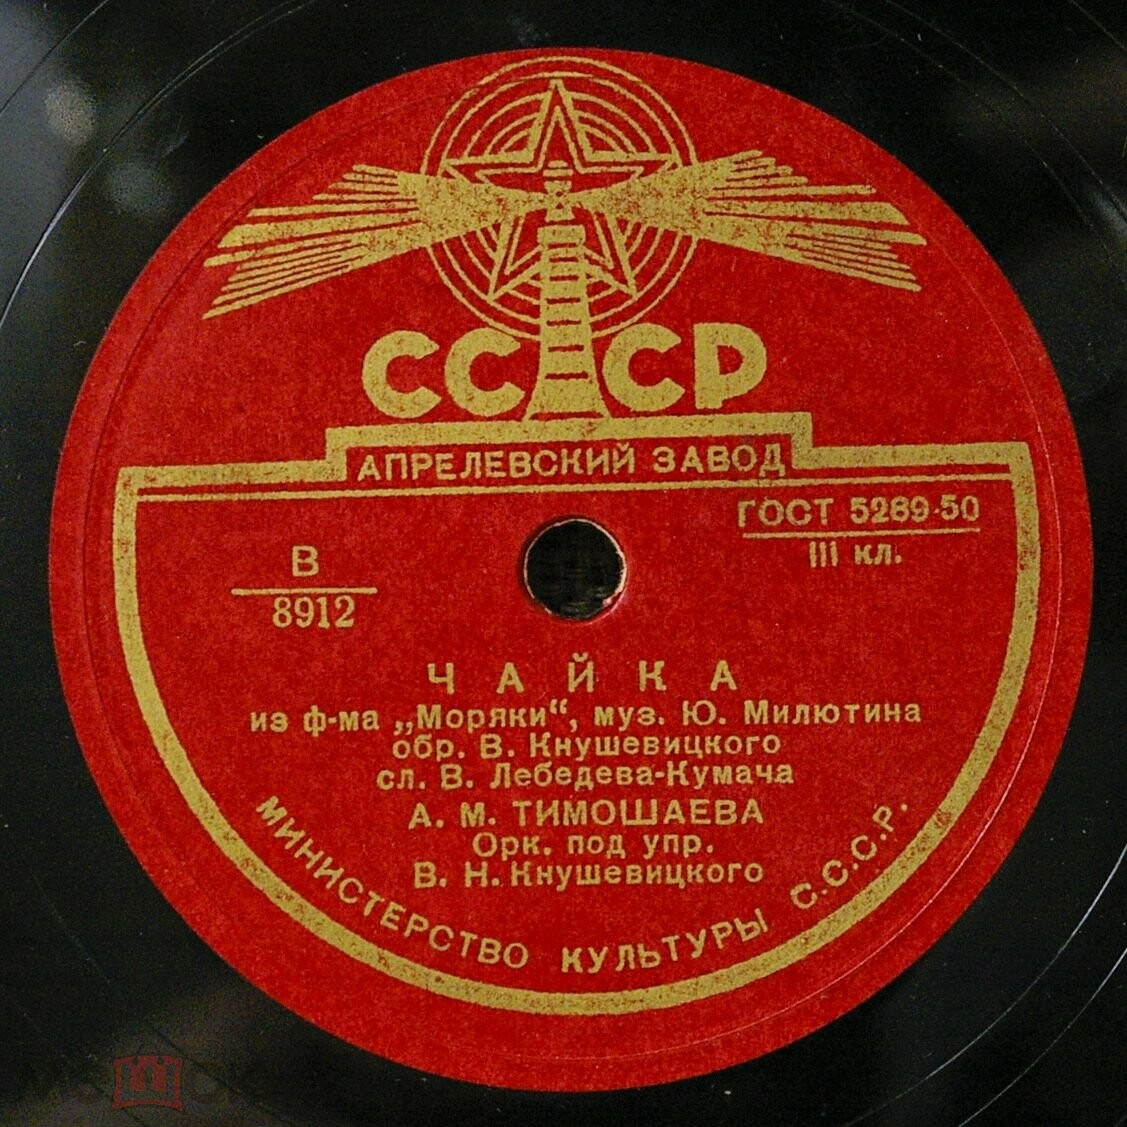 СССР
АПРЕЛЕВСКИЙ ЗАВОД
ГОСТ 5289-50
III кл.
В
8912
ЧАЙКА
из ф-ма „Моряки“, муз. Ю. Милютина
обр. В. Кнушевицкого
сл. В. Лебедева-Кумача
А. М. ТИМОШАЕВА
Орк. под упр.
В. Н. Кнушевицкого
МИНИСТЕРСТВО КУЛЬТУРЫ С.С.С.Р.